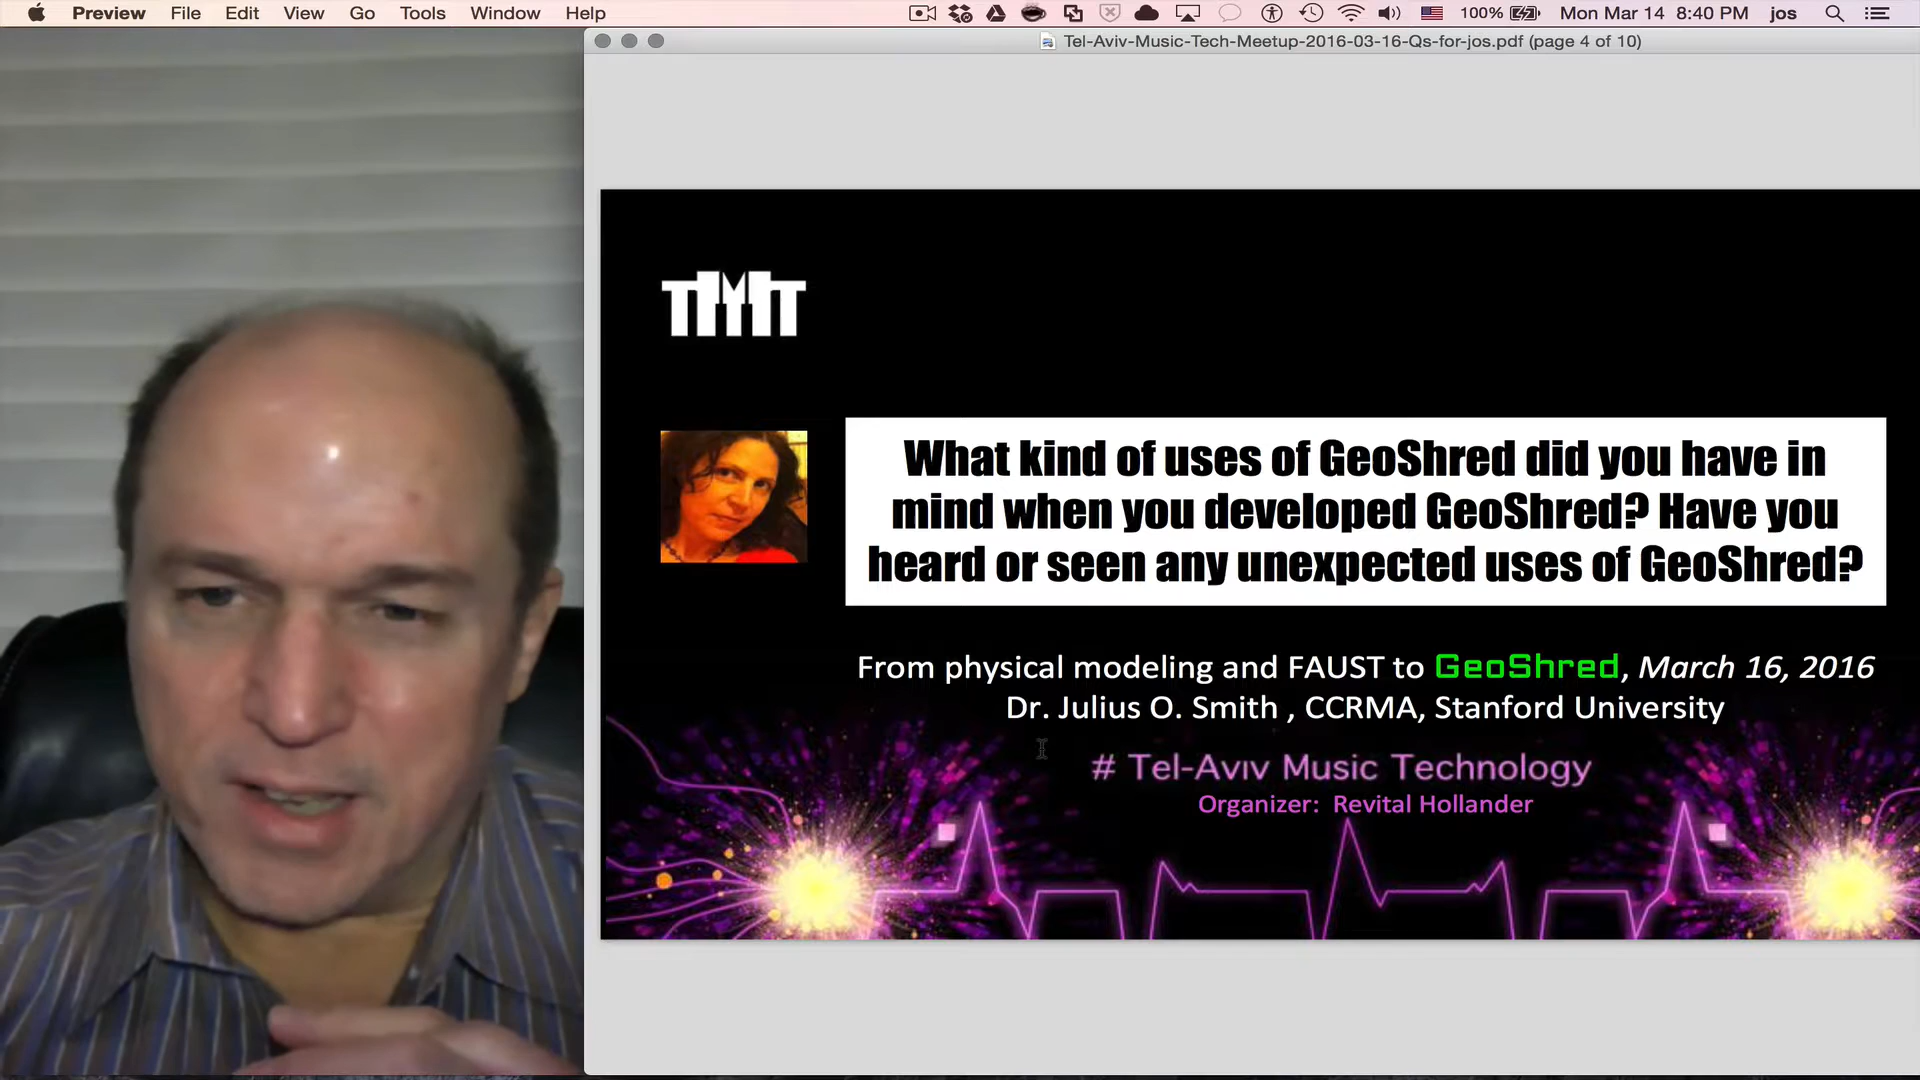 Preview File Edit View Go Tools Window Help 100% Mon Mar 14 8:40 PM jos
Tel-Aviv-Music-Tech-Meetup-2016-03-16-Qs-for-jos.pdf (page 4 of 10)
TMT
What kind of uses of GeoShred did you have in
mind when you developed GeoShred? Have you
heard or seen any unexpected uses of GeoShred?
From physical modeling and FAUST to GeoShred, March 16, 2016
Dr. Julius O. Smith , CCRMA, Stanford University
# Tel-Aviv Music Technology
Organizer: Revital Hollander